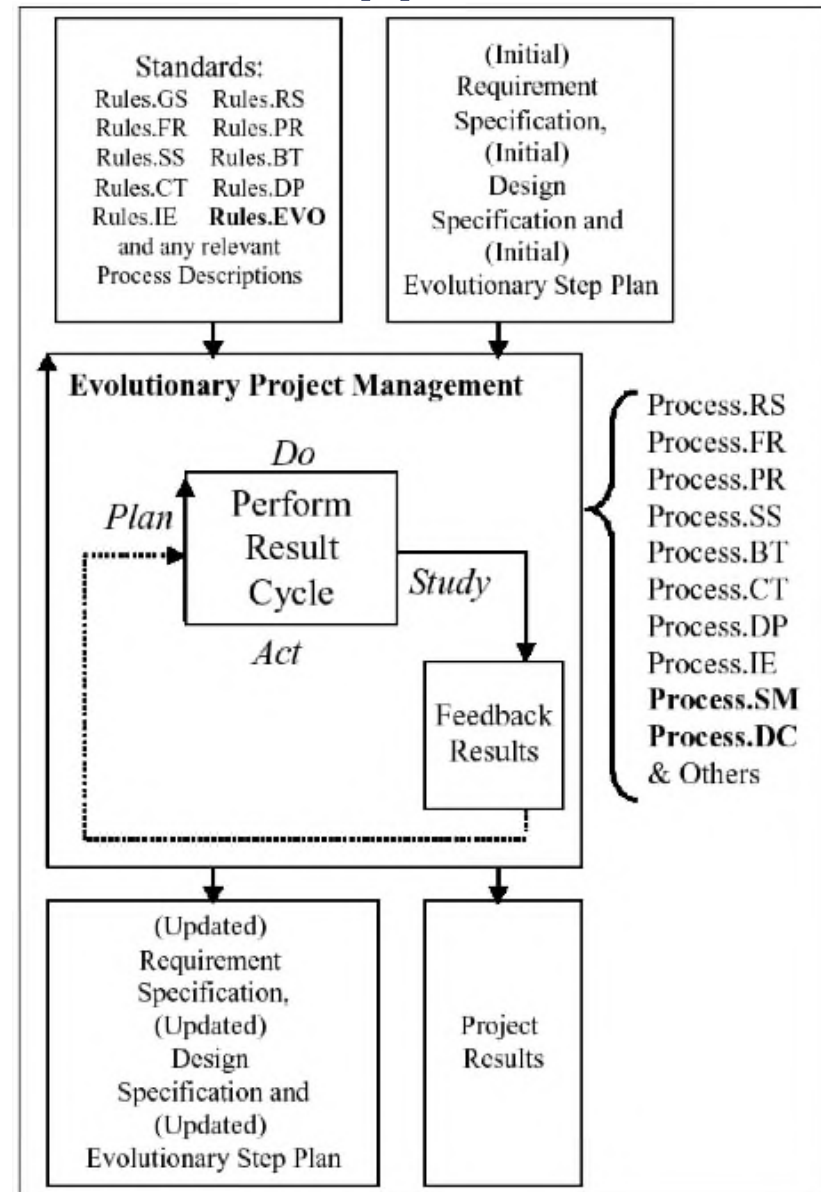 Standards:
Rules.GS Rules.RS
Rules.FR Rules.PR
Rules.SS Rules.BT
Rules.CT Rules.DP
Rules.IE Rules.EVO
and any relevant
Process Descriptions
(Initial)
Requirement
Specification,
(Initial)
Design
Specification and
(Initial)
Evolutionary Step Plan
Evolutionary Project Management
Do
Plan
Perform
Result
Cycle
Study
Act
Feedback
Results
Process.RS
Process.FR
Process.PR
Process.SS
Process.BT
Process.CT
Process.DP
Process.IE
Process.SM
Process.DC
& Others
(Updated)
Requirement
Specification,
(Updated)
Design
Specification and
(Updated)
Evolutionary Step Plan
Project
Results